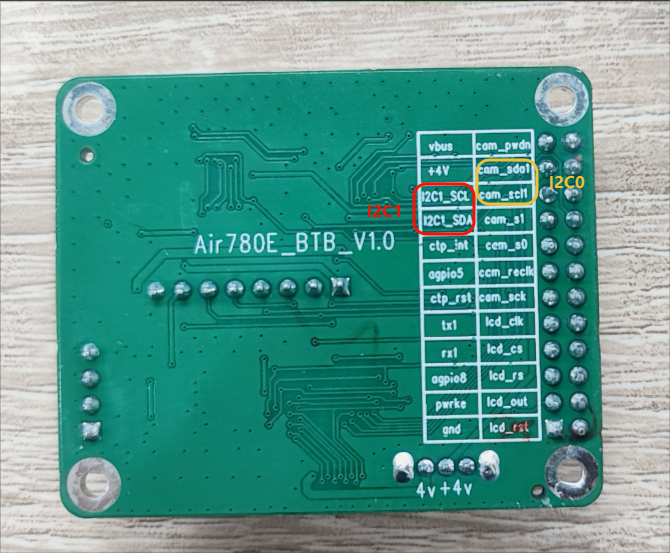 vbus cam_pwdn
+4V cam_sda1
I2C0
I2C1_SCL cam_scl1
I2C1
I2C1_SDA cam_s1
Air780E_BTB_V1.0
ctp_int cam_s0
agpio5 ccm_reclk
ctp_rst cam_sck
tx1 lcd_clk
rx1 lcd_cs
agpio8 lcd_rs
pwrke lcd_out
gnd lcd_rst
4v+4v